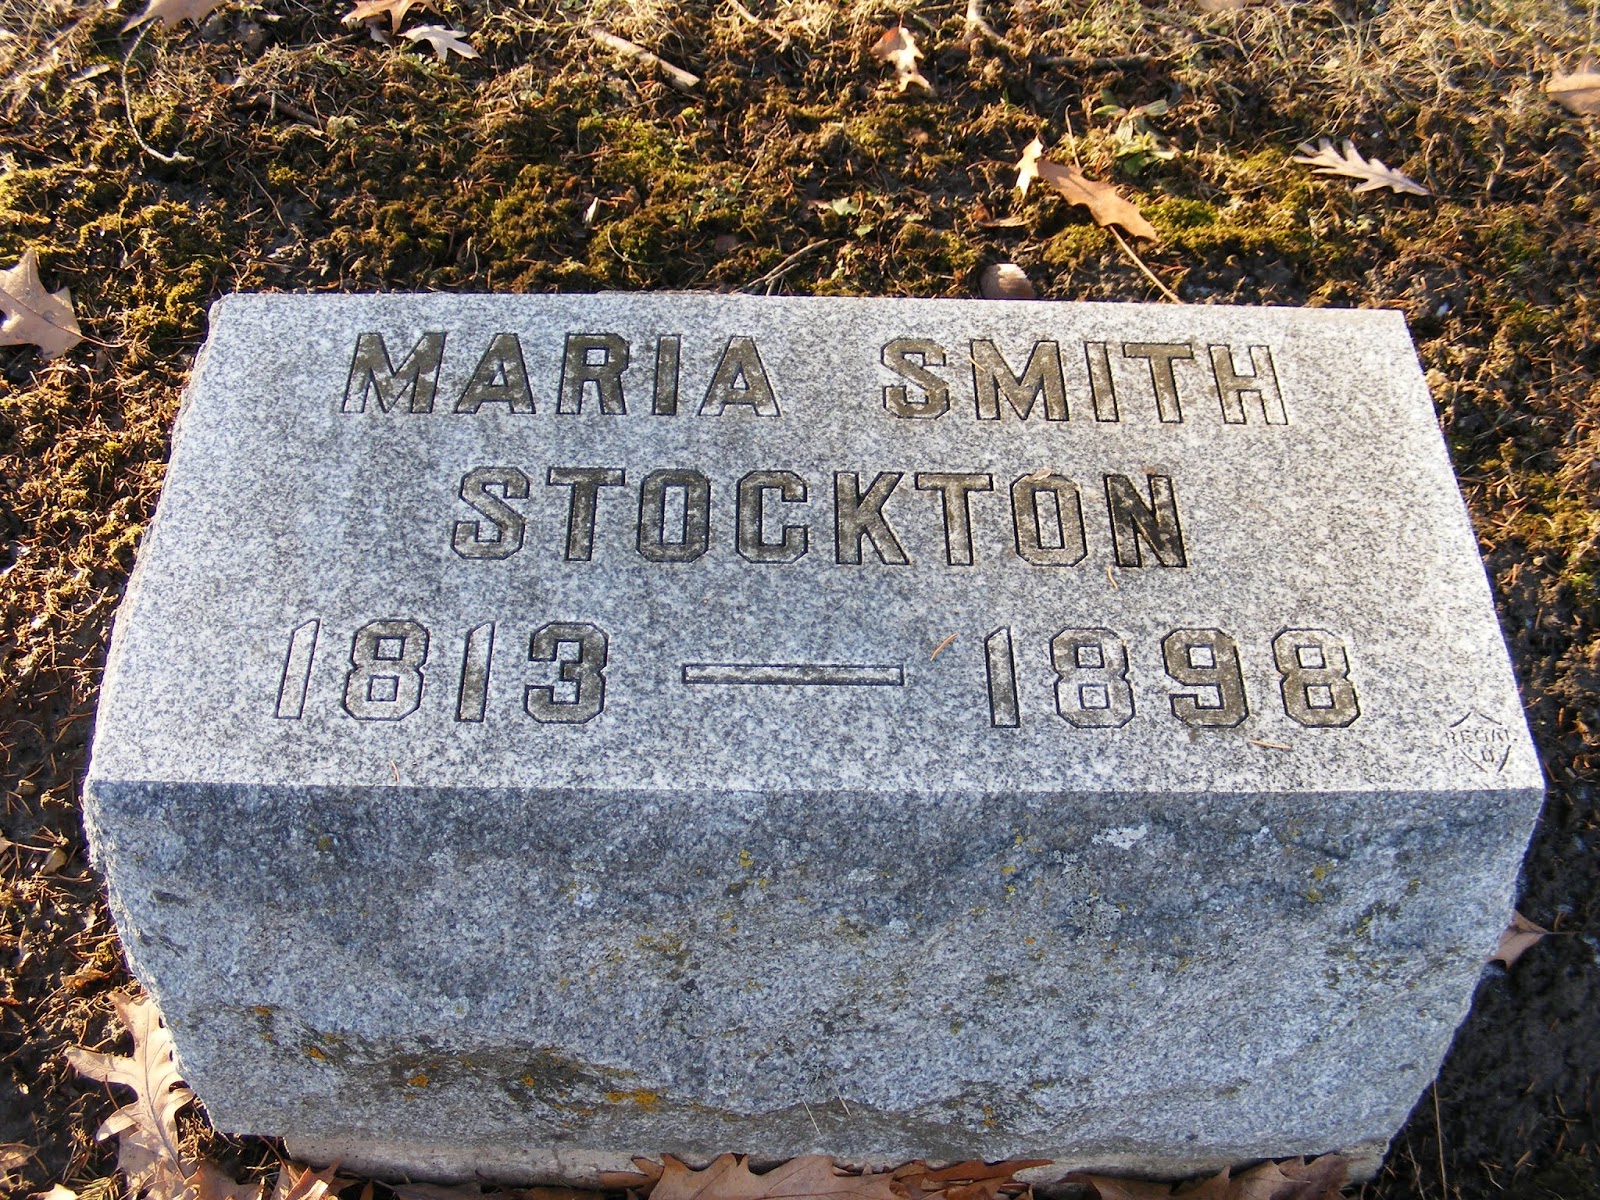 MARIA SMITH
STOCKTON
1813 — 1898